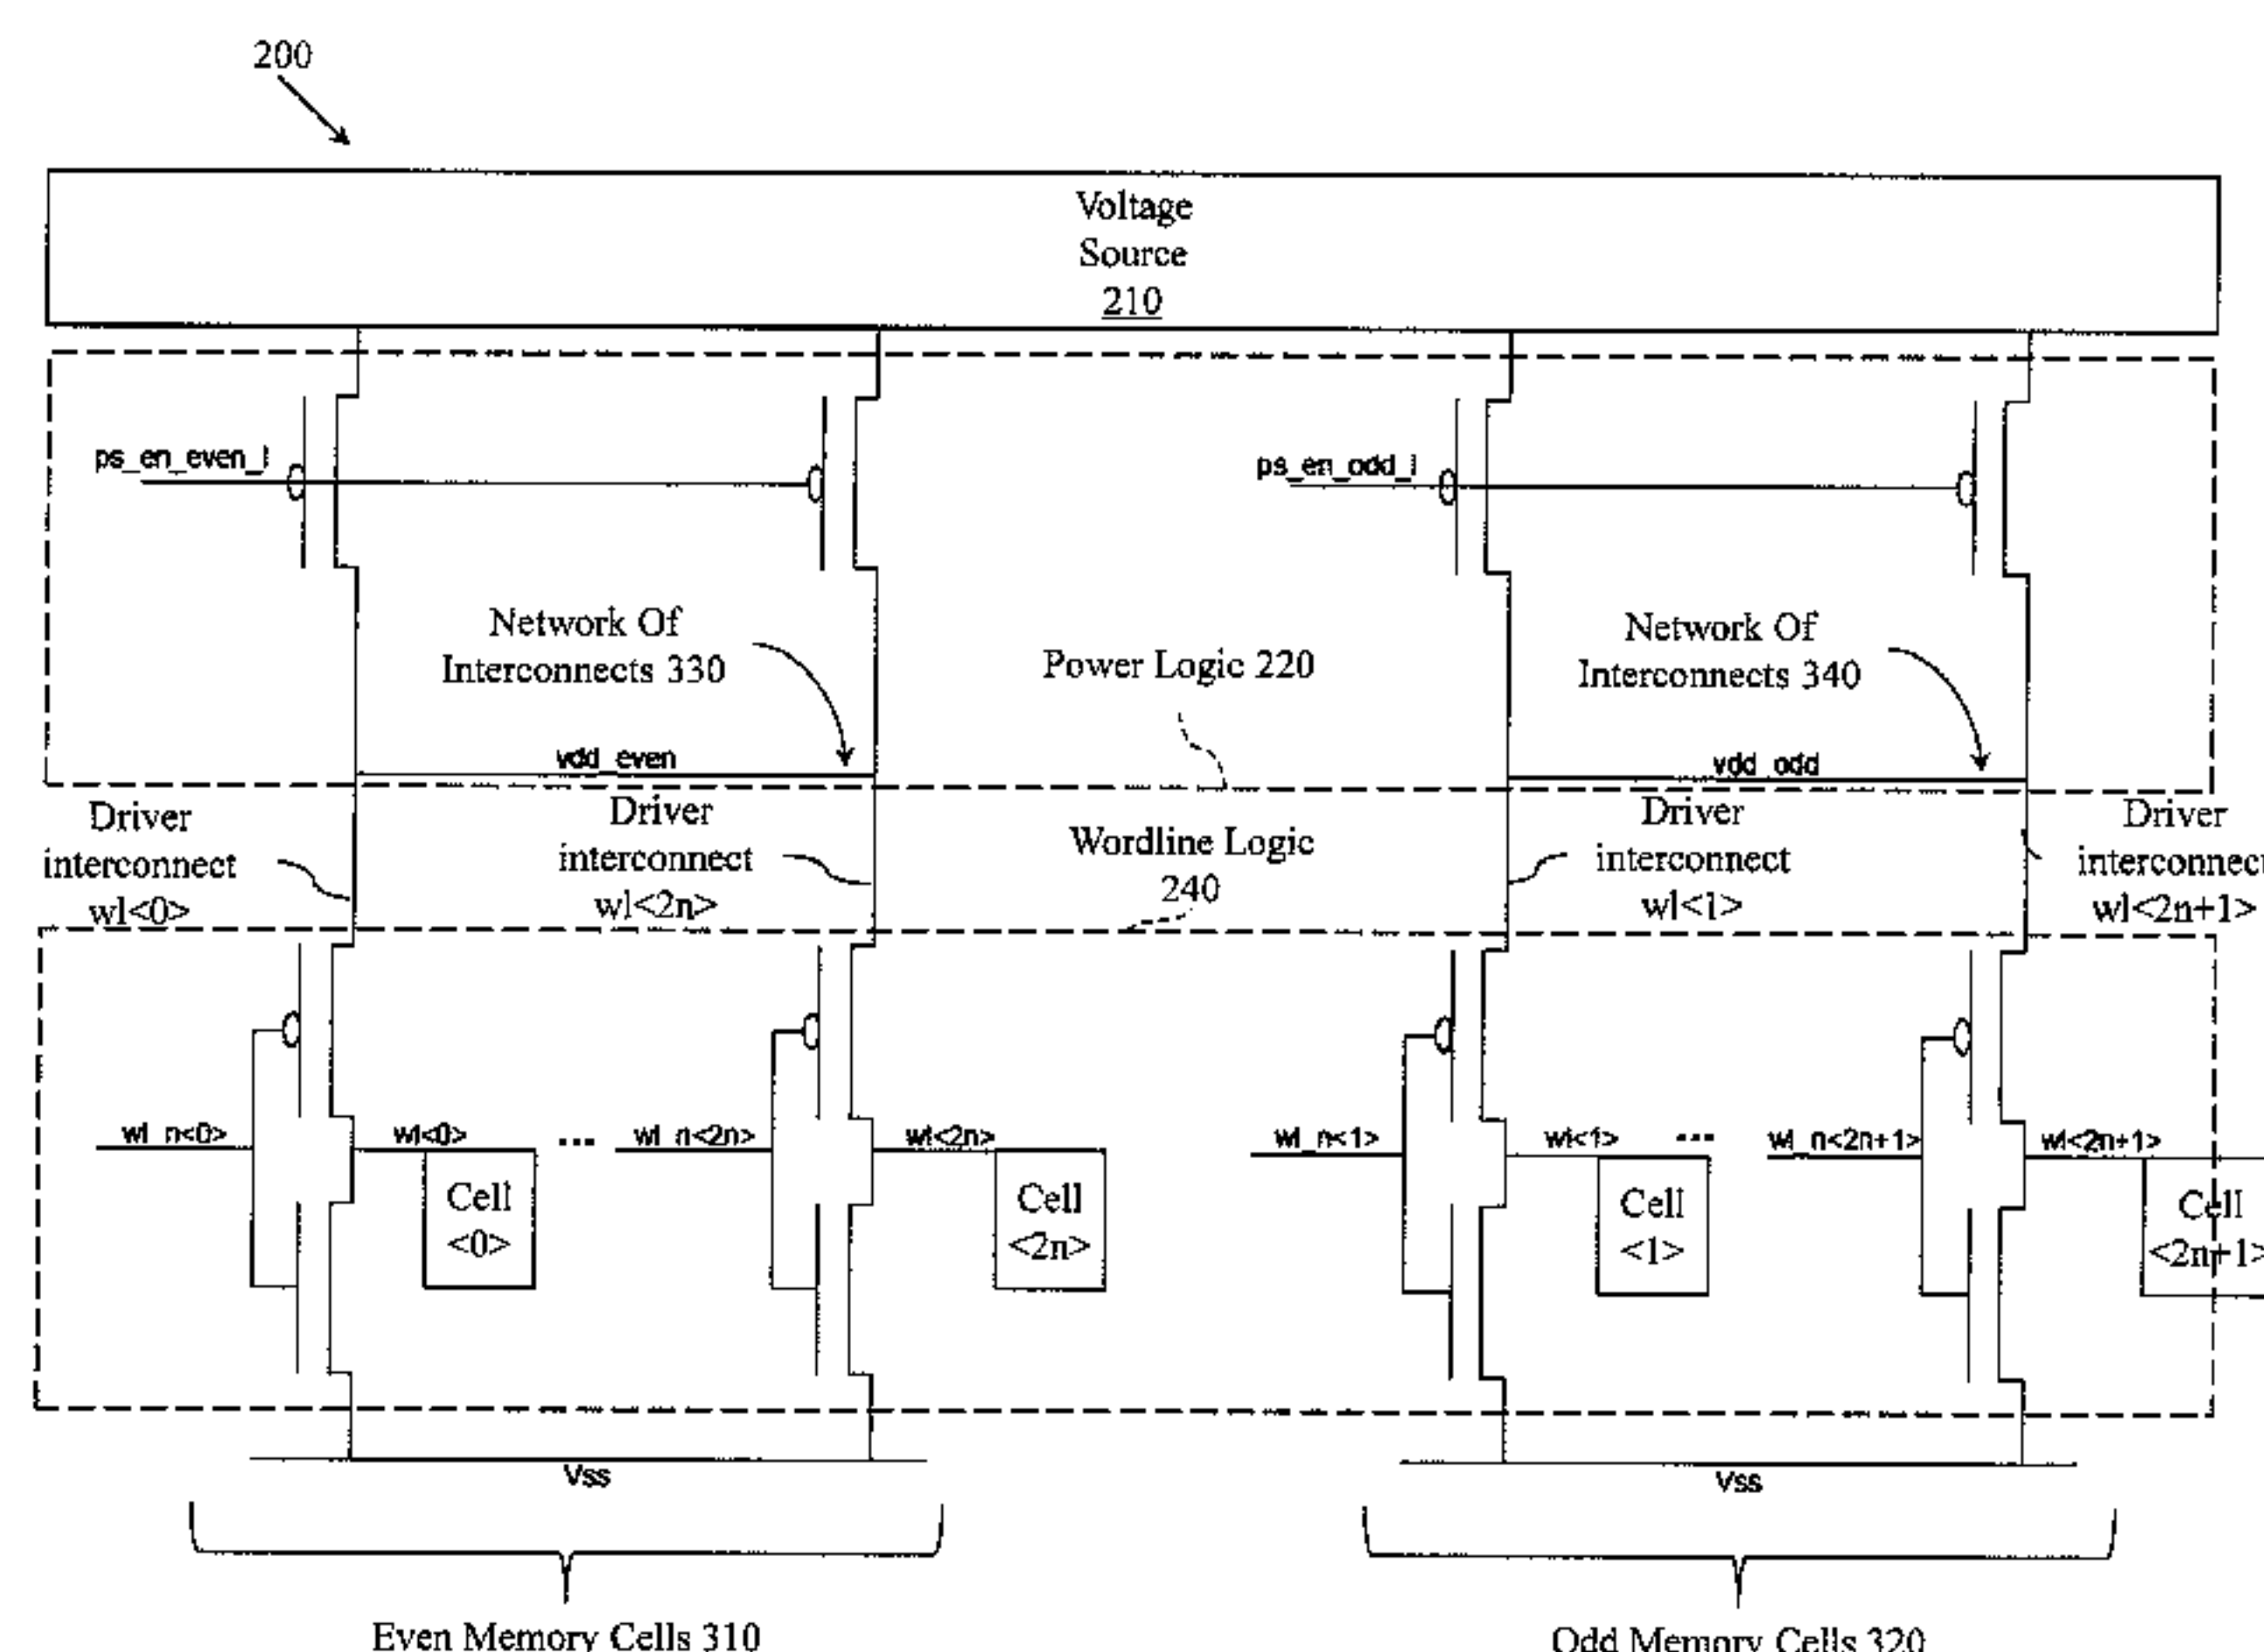 200
Voltage
Source
210
ps_en_even_l
ps_en_odd_l
Network Of
Interconnects 330
Power Logic 220
Network Of
Interconnects 340
vdd_even
vdd_odd
Driver
interconnect
wl<0>
Driver
interconnect
wl<2n>
Wordline Logic
240
Driver
interconnect
wl<1>
Driver
interconnect
wl<2n+1>
wl_n<0>
wl<0>
...
wl_n<2n>
wl<2n>
wl_n<1>
wl<1>
...
wl_n<2n+1>
wl<2n+1>
Cell
<0>
Cell
<2n>
Cell
<1>
Cell
<2n+1>
Vss
Vss
Even Memory Cells 310
Odd Memory Cells 320